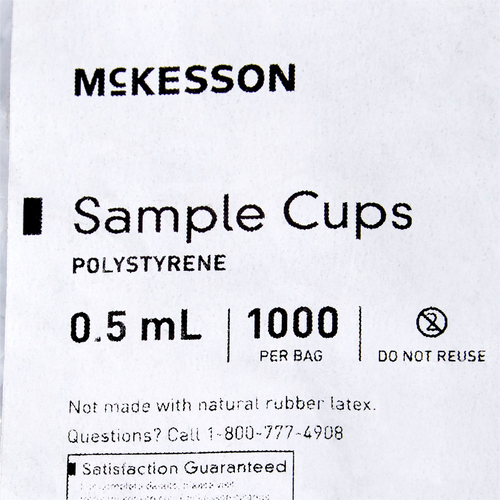 McKESSON
Sample Cups
POLYSTYRENE
0.5 mL
1000
PER BAG
2
DO NOT REUSE
Not made with natural rubber latex.
Questions? Call 1-800-777-4908
Satisfaction Guaranteed